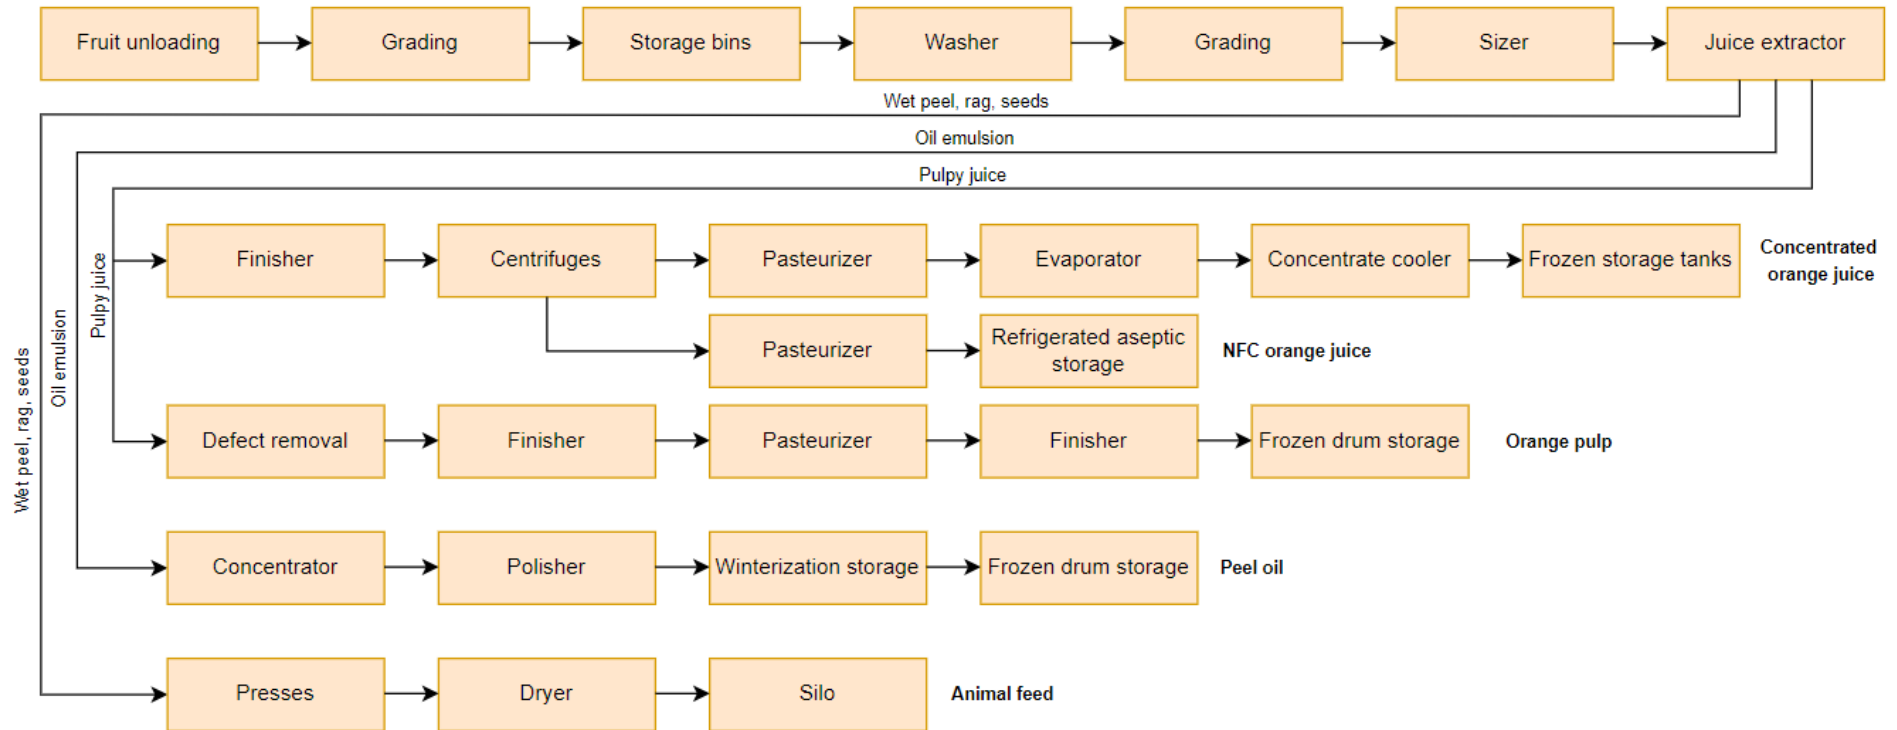 Fruit unloading
Grading
Storage bins
Washer
Grading
Sizer
Juice extractor
Wet peel, rag, seeds
Oil emulsion
Pulpy juice
Wet peel, rag, seeds
Oil emulsion
Pulpy juice
Finisher
Centrifuges
Pasteurizer
Evaporator
Concentrate cooler
Frozen storage tanks
Concentrated
orange juice
Pasteurizer
Refrigerated aseptic
storage
NFC orange juice
Defect removal
Finisher
Pasteurizer
Finisher
Frozen drum storage
Orange pulp
Concentrator
Polisher
Winterization storage
Frozen drum storage
Peel oil
Presses
Dryer
Silo
Animal feed